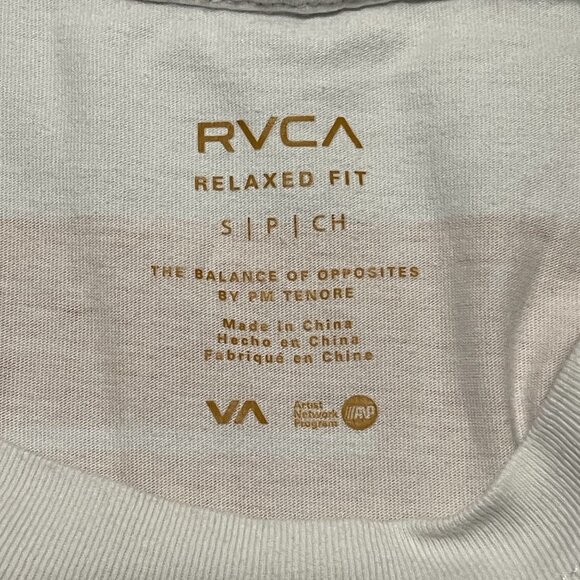 RVCA
RELAXED FIT
S | P | CH
THE BALANCE OF OPPOSITES
BY PM TENORE
Made in China
Hecho en China
Fabriqué en Chine
VA
Artist
Network
Program
ANP